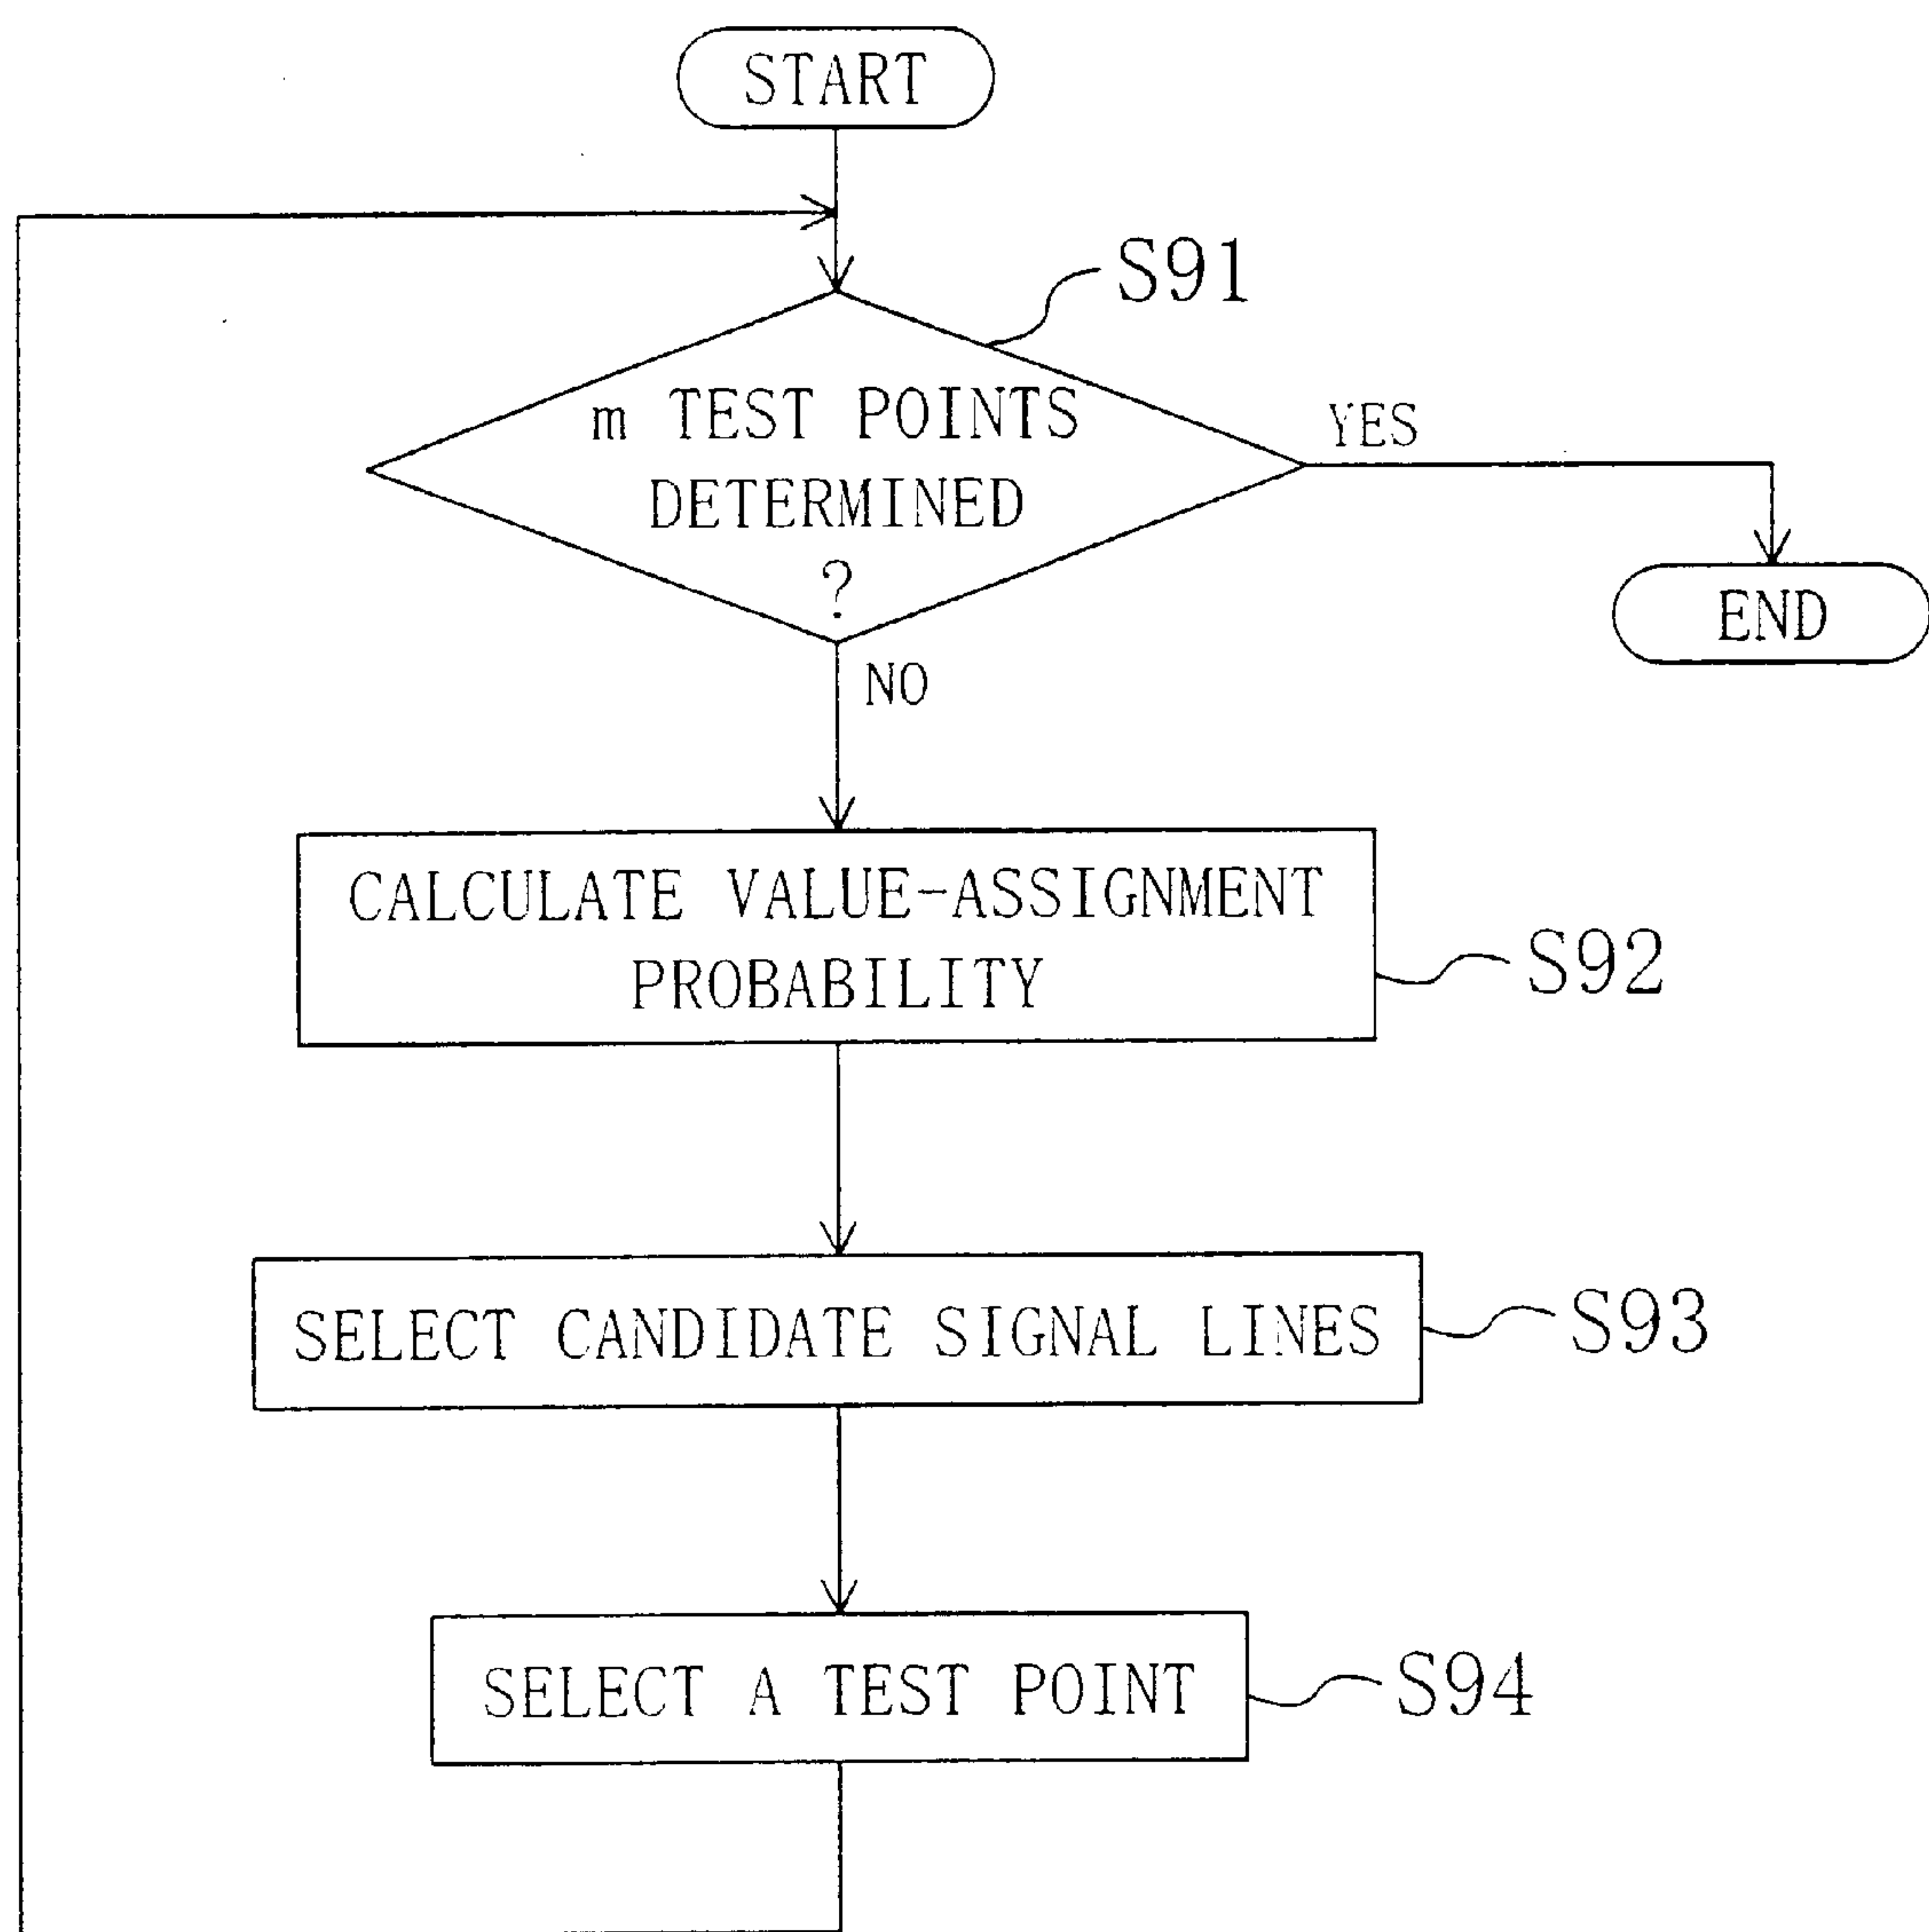 START
S91
m TEST POINTS
DETERMINED
?
YES
END
NO
CALCULATE VALUE-ASSIGNMENT
PROBABILITY
S92
SELECT CANDIDATE SIGNAL LINES
S93
SELECT A TEST POINT
S94